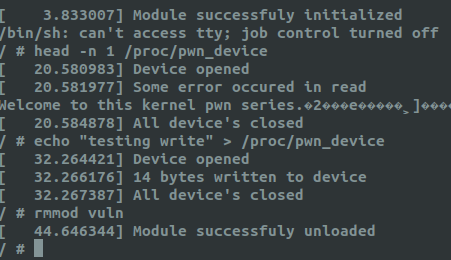 [    3.833007] Module successfuly initialized
/bin/sh: can't access tty; job control turned off
/ # head -n 1 /proc/pwn_device
[   20.580983] Device opened
[   20.581977] Some error occured in read
Welcome to this kernel pwn series.�2���e�����˯]����
[   20.584878] All device's closed
/ # echo "testing write" > /proc/pwn_device
[   32.264421] Device opened
[   32.266176] 14 bytes written to device
[   32.267387] All device's closed
/ # rmmod vuln
[   44.646344] Module successfuly unloaded
/ #